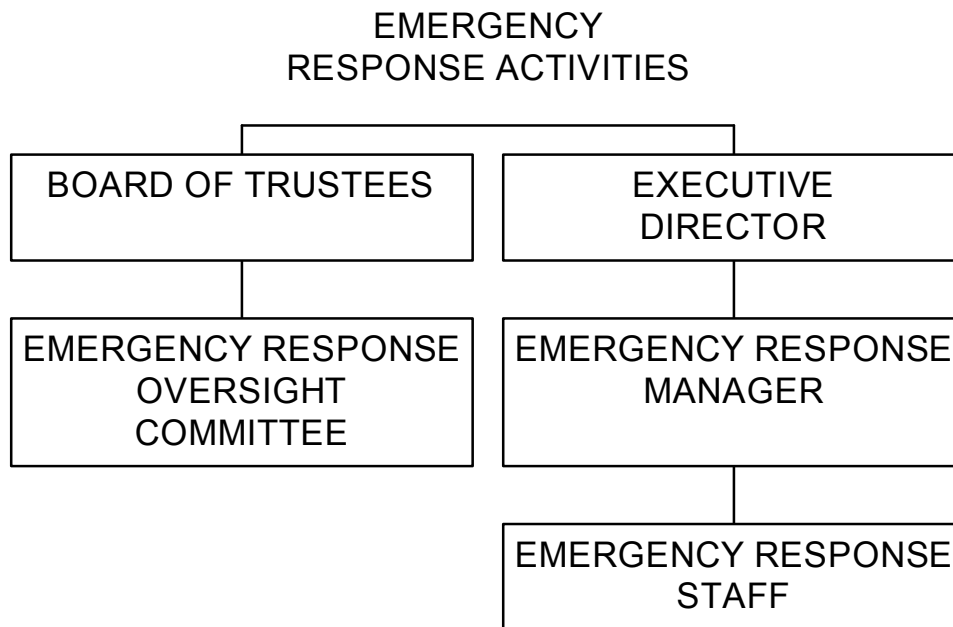 EMERGENCY
RESPONSE ACTIVITIES
BOARD OF TRUSTEES
EXECUTIVE
DIRECTOR
EMERGENCY RESPONSE
OVERSIGHT
COMMITTEE
EMERGENCY RESPONSE
MANAGER
EMERGENCY RESPONSE
STAFF